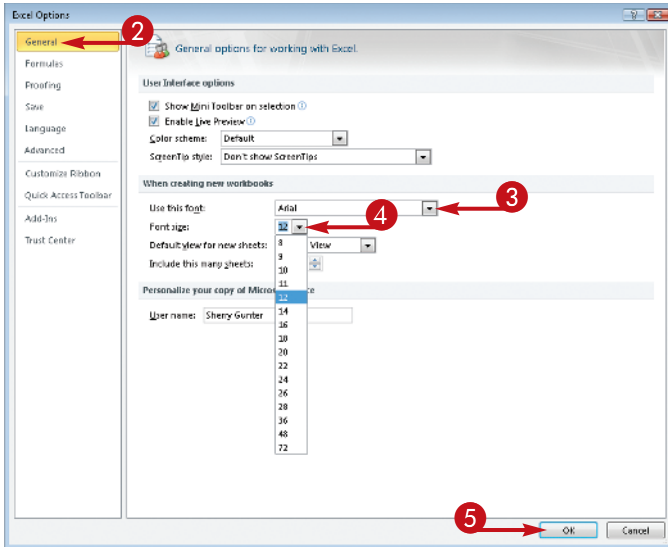 Excel Options
General
2
General options for working with Excel.
Formulas
Proofing
Save
Language
Advanced
Customize Ribbon
Quick Access Toolbar
Add-Ins
Trust Center
User Interface options
Show Mini Toolbar on selection
Enable Live Preview
Color scheme: Default
ScreenTip style: Don't show ScreenTips
When creating new workbooks
Use this font: Arial
3
Font size: 12
4
Default view for new sheets: View
Include this many sheets:
8
9
10
11
12
14
16
18
20
22
24
26
28
36
48
72
Personalize your copy of Micros ce
User name: Sherry Gunter
5
OK Cancel